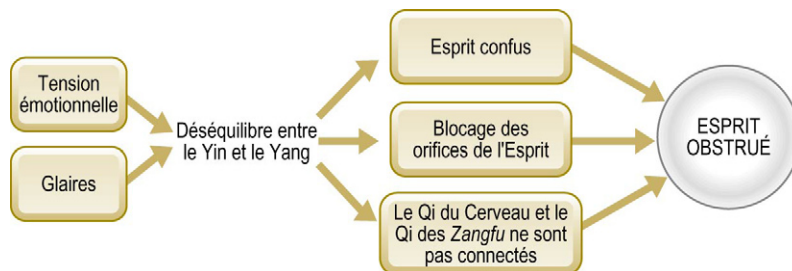 Tension
émotionnelle
Glaires
Déséquilibre entre
le Yin et le Yang
Esprit confus
Blocage des
orifices de l'Esprit
Le Qi du Cerveau et le
Qi des Zangfu ne sont
pas connectés
ESPRIT
OBSTRUÉ